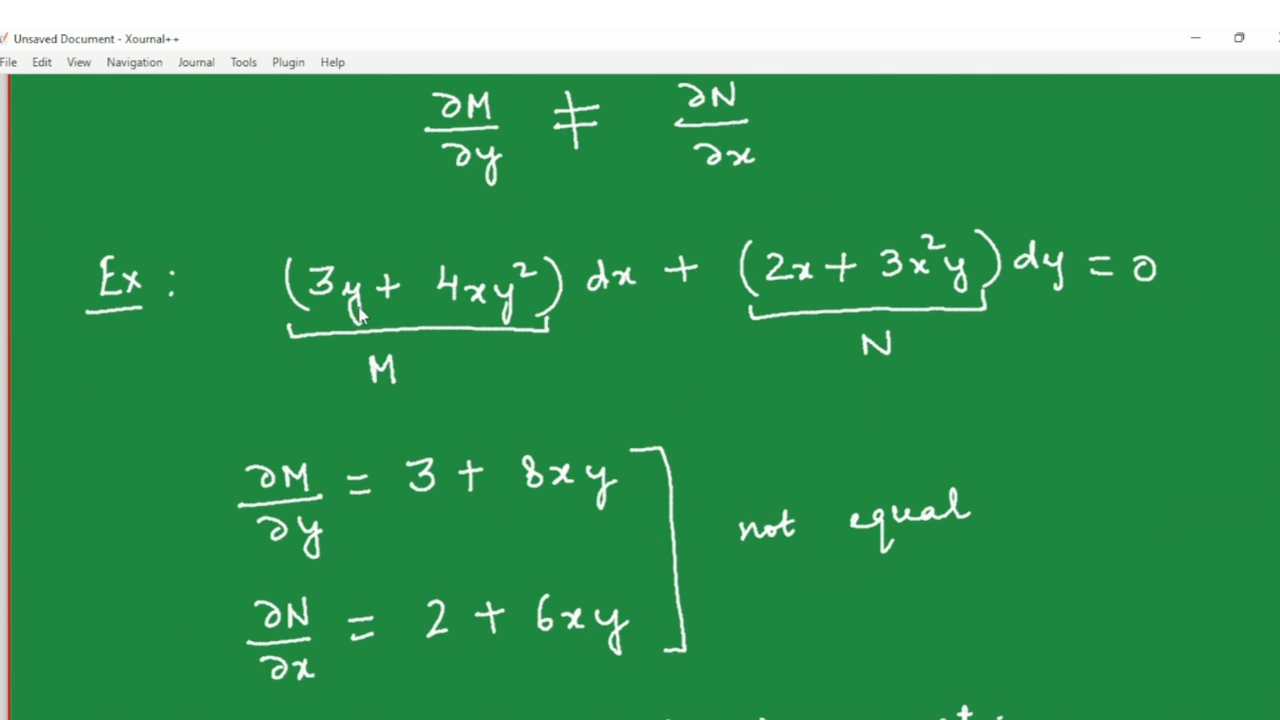 Unsaved Document - Xournal++
File Edit View Navigation Journal Tools Plugin Help
∂M/∂y ≠ ∂N/∂x
Ex : (3y + 4xy²) dx + (2x + 3x²y) dy = 0
M N
∂M/∂y = 3 + 8xy
not equal
∂N/∂x = 2 + 6xy